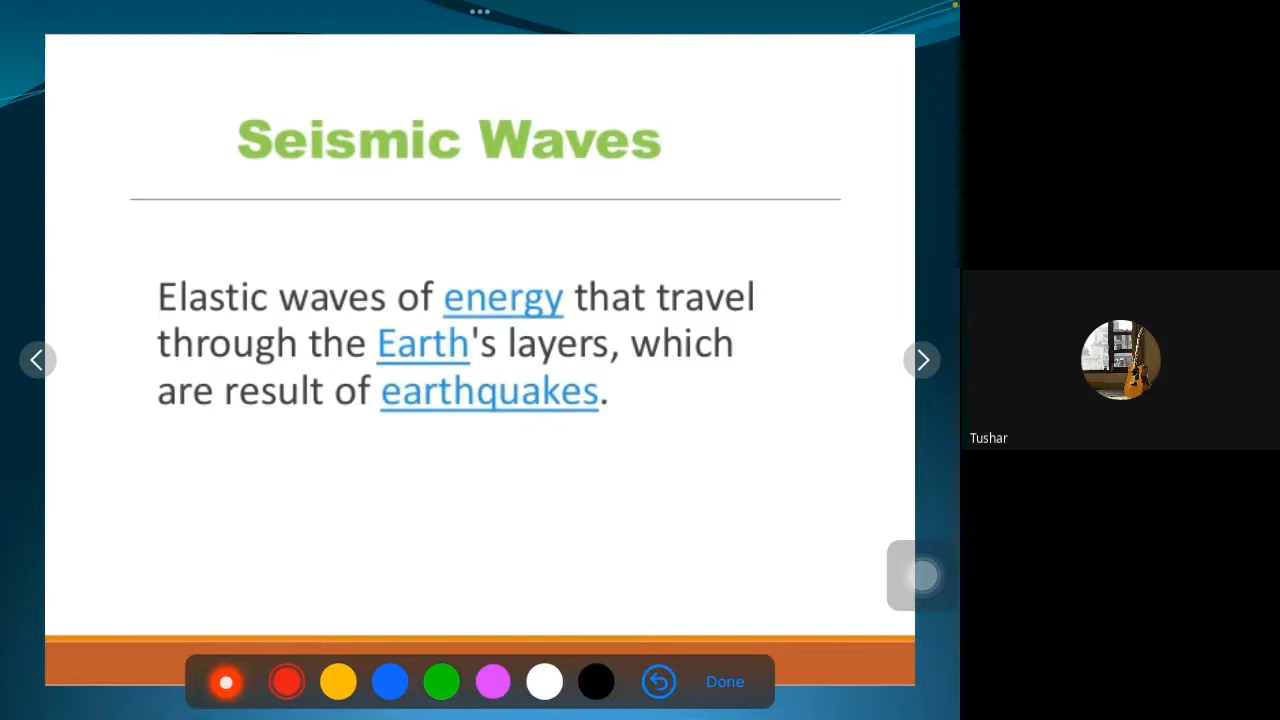 Seismic Waves
Elastic waves of energy that travel
through the Earth's layers, which
are result of earthquakes.
Tushar
Done